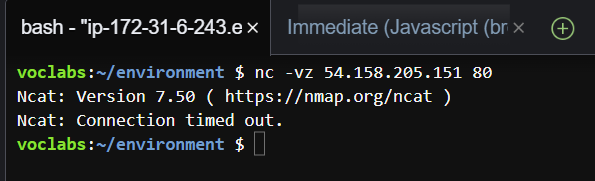 bash - "ip-172-31-6-243.e
Immediate (Javascript (br
voclabs:~/environment $ nc -vz 54.158.205.151 80
Ncat: Version 7.50 ( https://nmap.org/ncat )
Ncat: Connection timed out.
voclabs:~/environment $